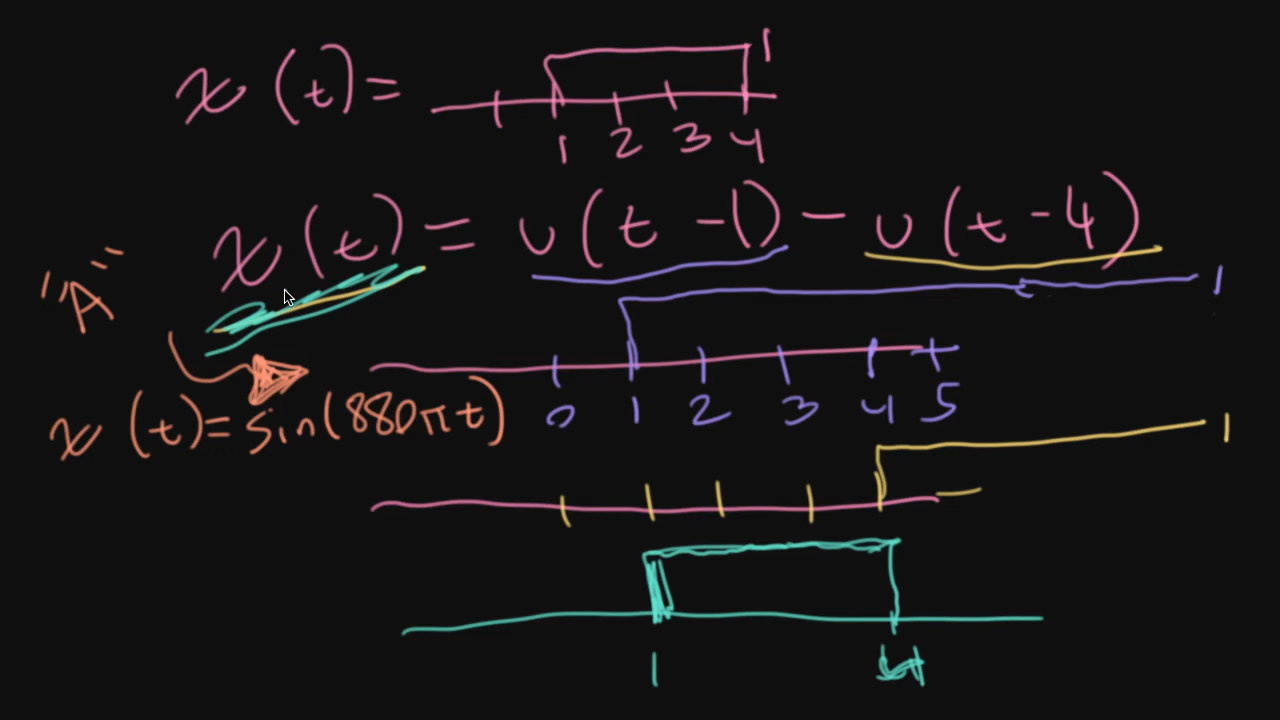 x(t)=
1
1 2 3 4
x(t) = u(t-1) - u(t-4)
"A"
1
0 1 2 3 4 5
x(t)=sin(880πt)
1
1 4